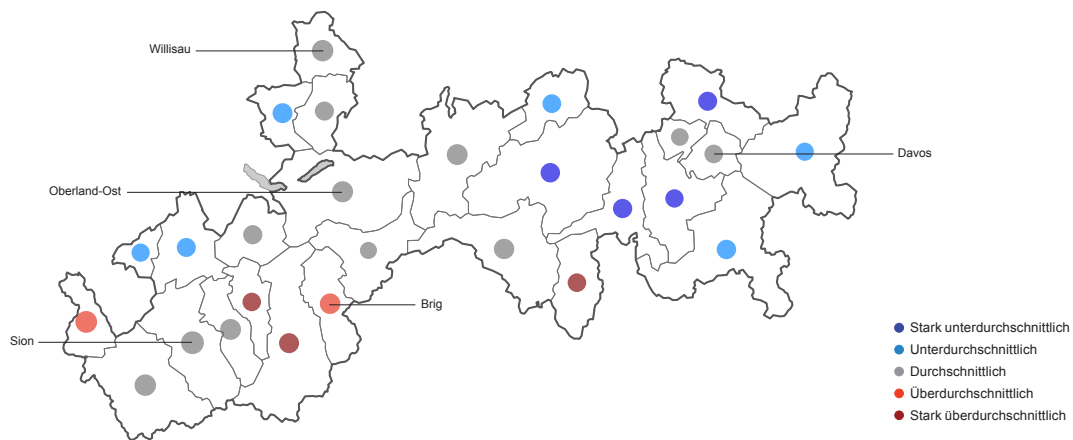 Willisau
Davos
Oberland-Ost
Brig
Sion
Stark unterdurchschnittlich
Unterdurchschnittlich
Durchschnittlich
Überdurchschnittlich
Stark überdurchschnittlich